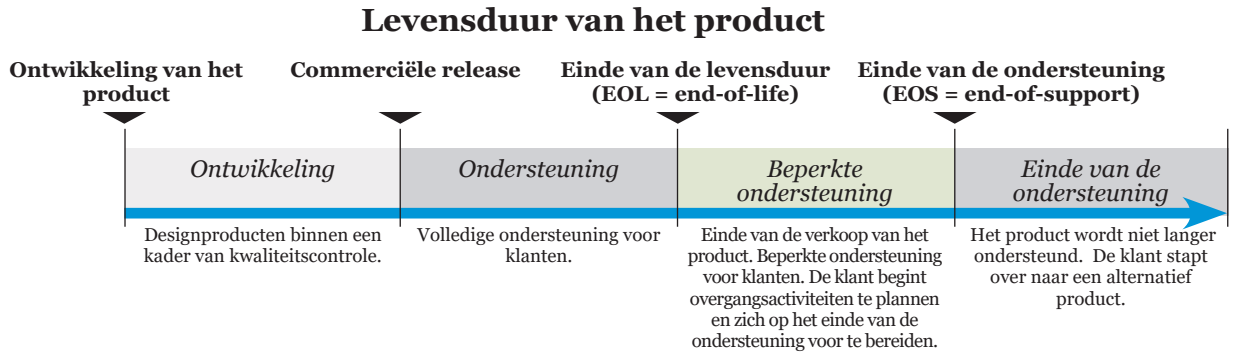 Levensduur van het product
Ontwikkeling van het
product
Commerciële release
Einde van de levensduur
(EOL = end-of-life)
Einde van de ondersteuning
(EOS = end-of-support)
Ontwikkeling
Ondersteuning
Beperkte
ondersteuning
Einde van de
ondersteuning
Designproducten binnen een
kader van kwaliteitscontrole.
Volledige ondersteuning voor
klanten.
Einde van de verkoop van het
product. Beperkte ondersteuning
voor klanten. De klant begint
overgangsactiviteiten te plannen
en zich op het einde van de
ondersteuning voor te bereiden.
Het product wordt niet langer
ondersteund. De klant stapt
over naar een alternatief
product.